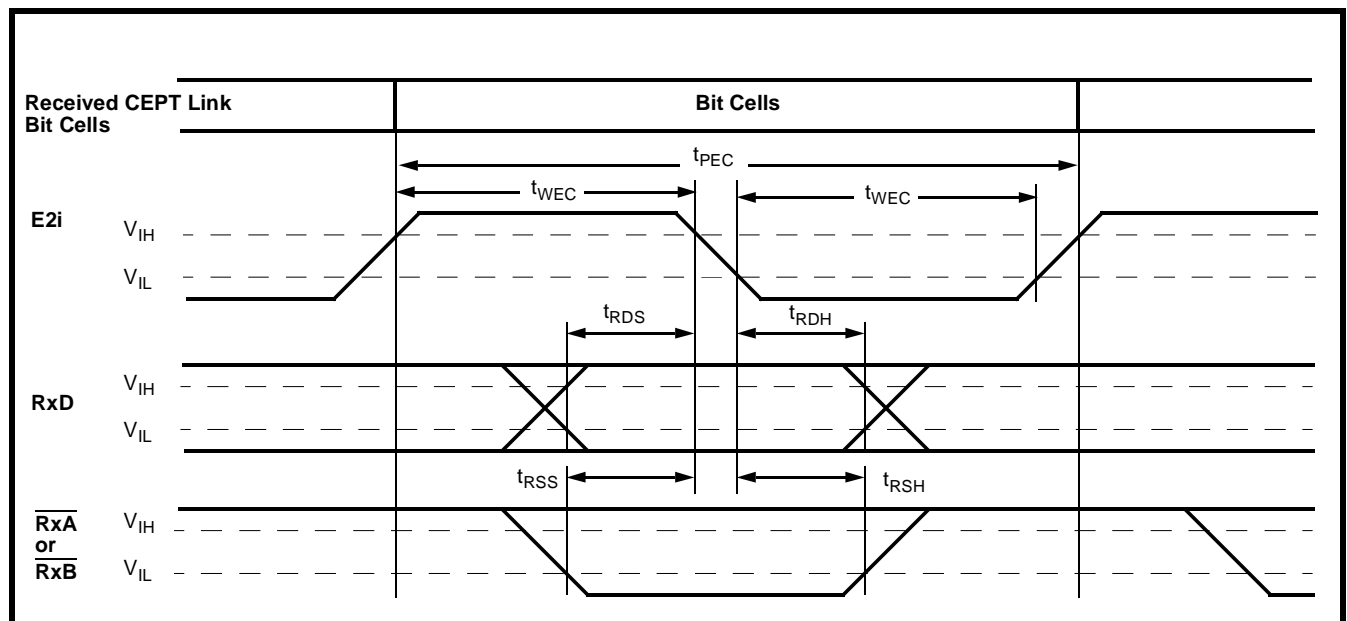 Received CEPT Link
Bit Cells
Bit Cells
tPEC
tWEC
tWEC
E2i
VIH
VIL
tRDS
tRDH
RxD
VIH
VIL
tRSS
tRSH
RxA
or
RxB
VIH
VIL